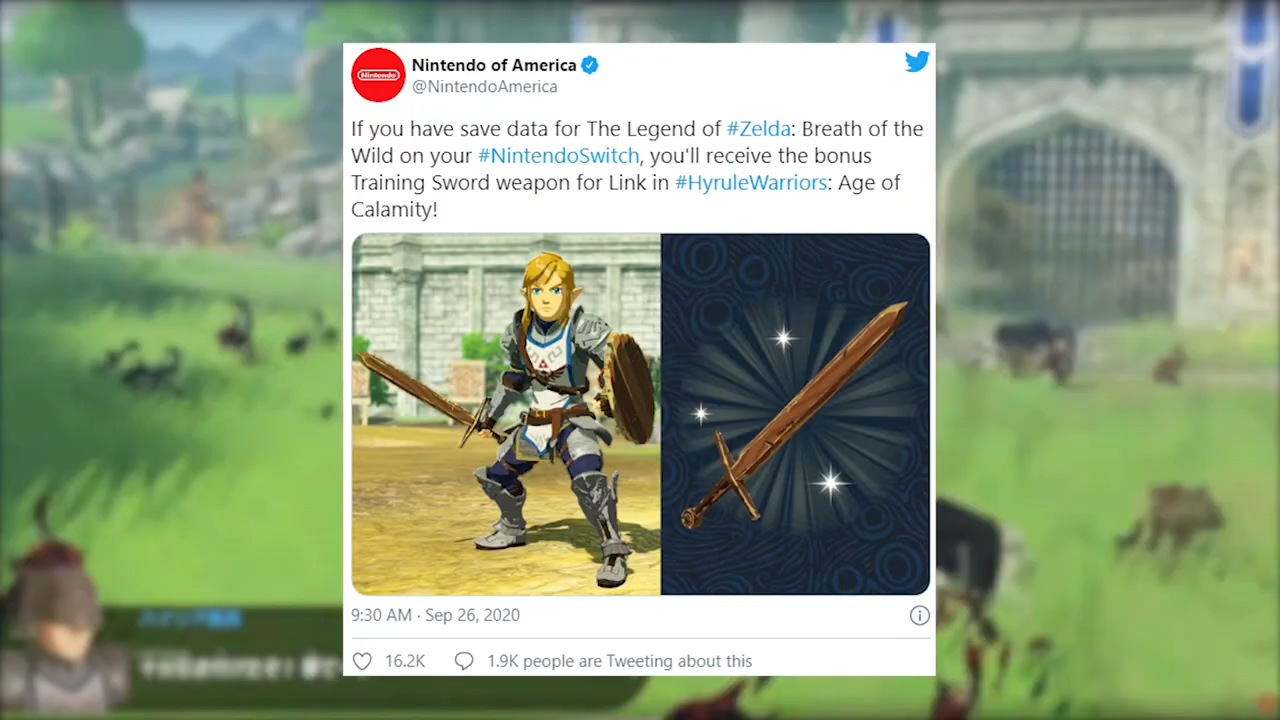 Nintendo
Nintendo of America
@NintendoAmerica
If you have save data for The Legend of #Zelda: Breath of the
Wild on your #NintendoSwitch, you'll receive the bonus
Training Sword weapon for Link in #HyruleWarriors: Age of
Calamity!
9:30 AM · Sep 26, 2020
16.2K
1.9K people are Tweeting about this